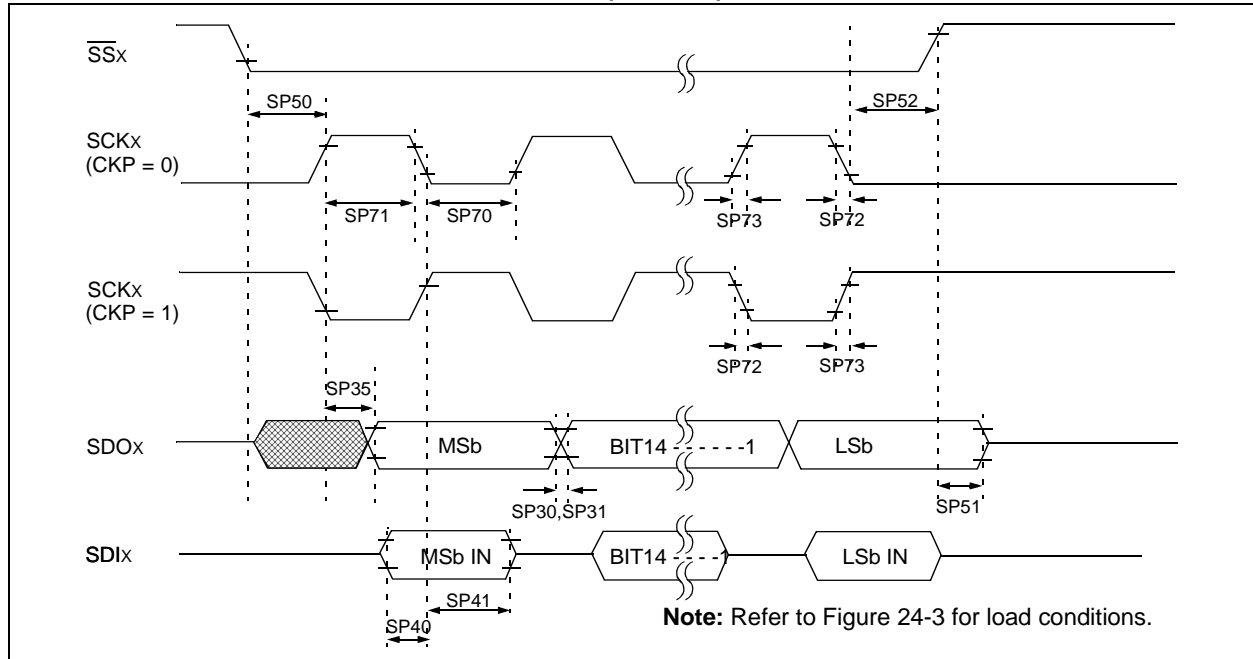 SSX
SP50
SP52
SCKX
(CKP = 0)
SP71
SP70
SP73
SP72
SCKX
(CKP = 1)
SP72
SP73
SP35
SDOX
MSb
BIT14 - - - - - -1
LSb
SP30,SP31
SP51
SDIX
MSb IN
BIT14 - - - - -1
LSb IN
SP41
SP40
Note: Refer to Figure 24-3 for load conditions.